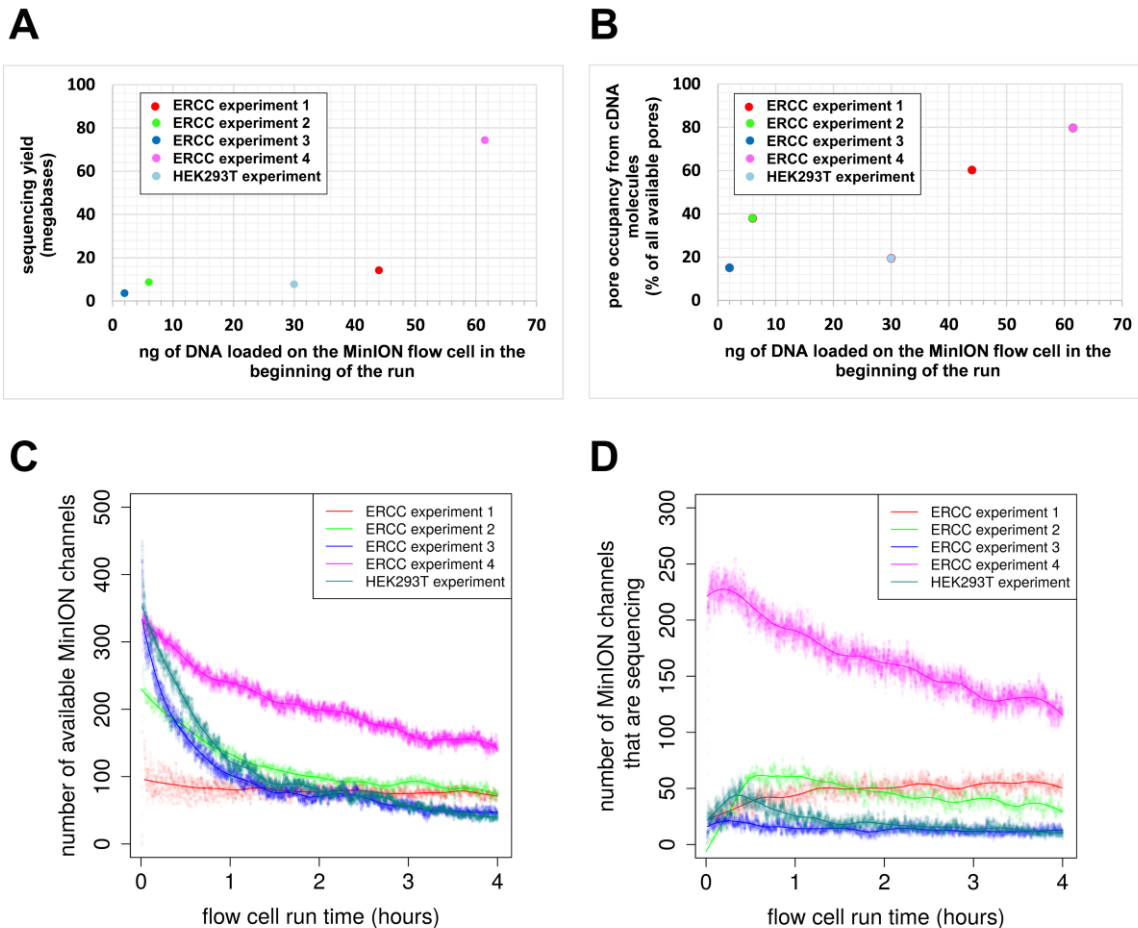 A
sequencing yield
(megabases)
100
80
60
40
20
0
ERCC experiment 1
ERCC experiment 2
ERCC experiment 3
ERCC experiment 4
HEK293T experiment
0 10 20 30 40 50 60 70
ng of DNA loaded on the MinION flow cell in the
beginning of the run
B
pore occupancy from cDNA
molecules
(% of all available pores)
100
80
60
40
20
0
ERCC experiment 1
ERCC experiment 2
ERCC experiment 3
ERCC experiment 4
HEK293T experiment
0 10 20 30 40 50 60 70
ng of DNA loaded on the MinION flow cell in the
beginning of the run
C
number of available MinION channels
500
400
300
200
100
0
ERCC experiment 1
ERCC experiment 2
ERCC experiment 3
ERCC experiment 4
HEK293T experiment
0 1 2 3 4
flow cell run time (hours)
D
number of MinION channels
that are sequencing
300
250
200
150
100
50
0
ERCC experiment 1
ERCC experiment 2
ERCC experiment 3
ERCC experiment 4
HEK293T experiment
0 1 2 3 4
flow cell run time (hours)